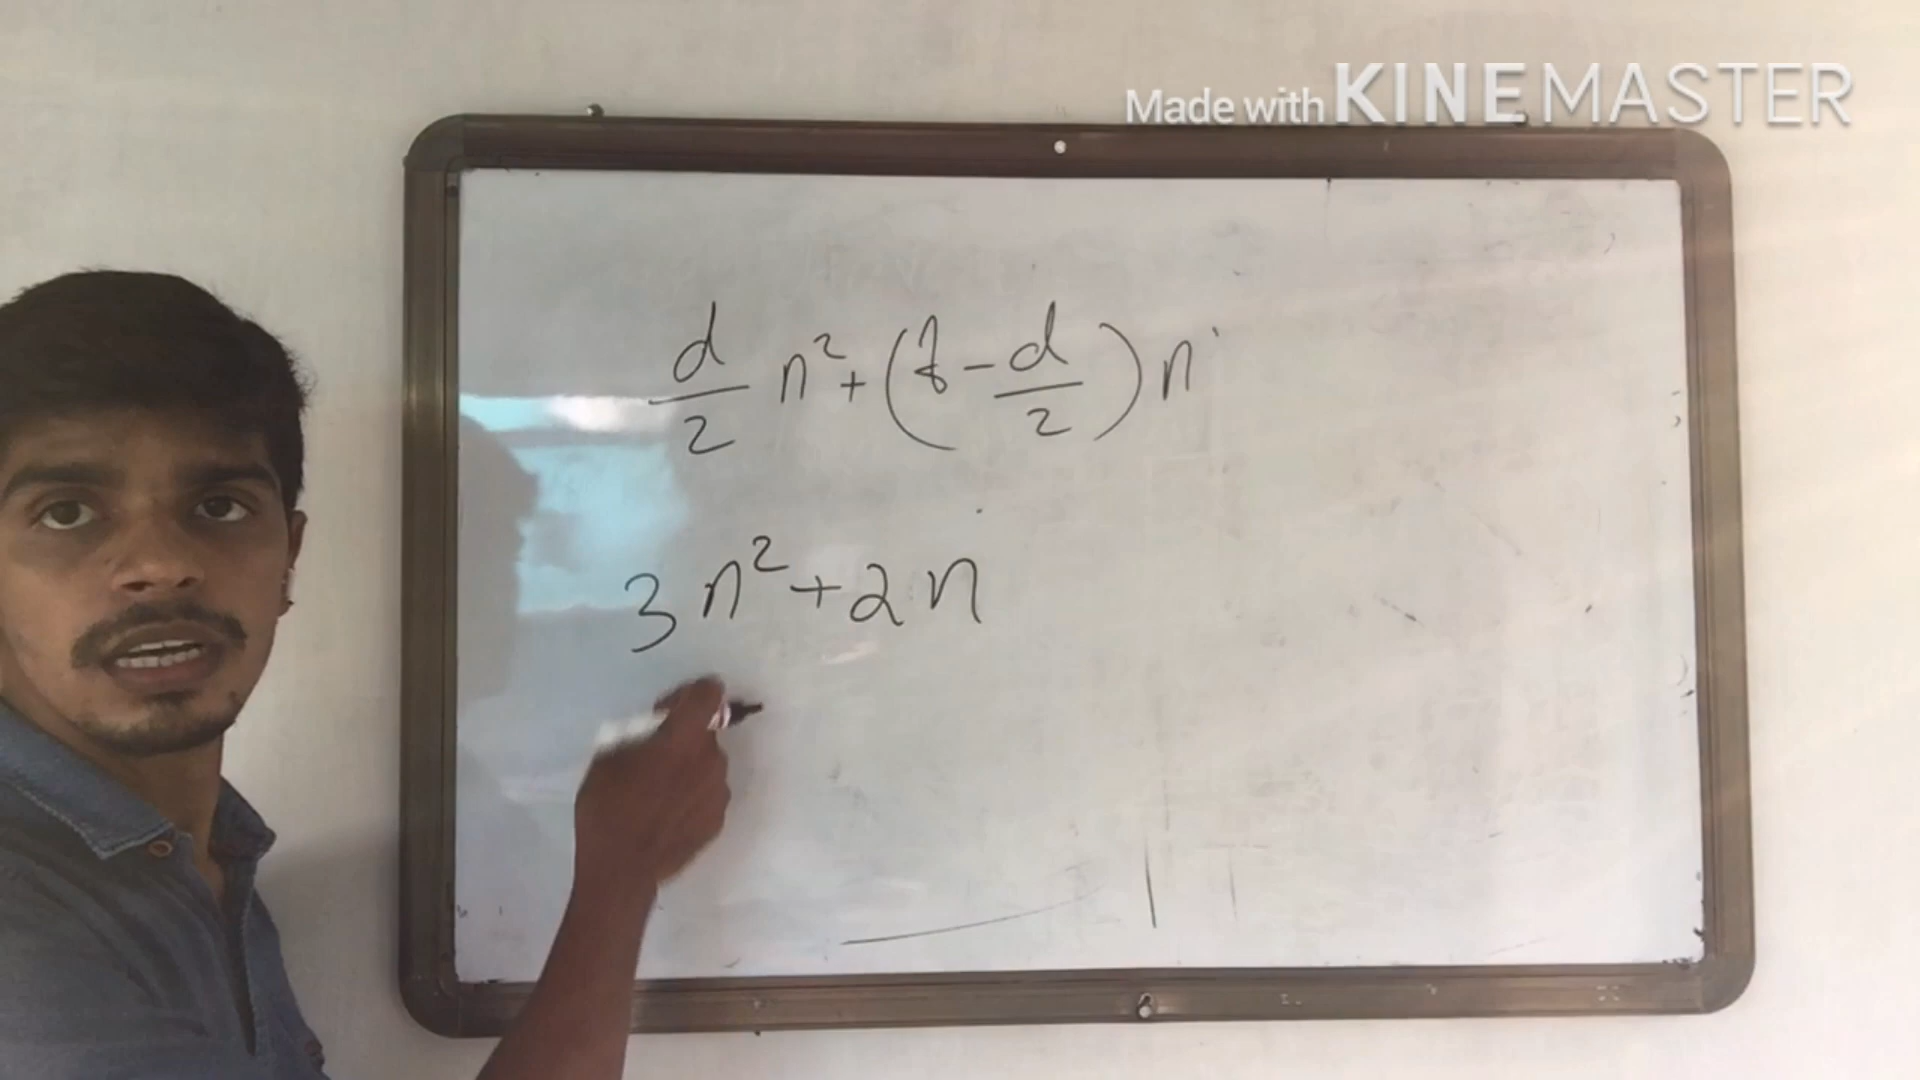 Made with KINEMASTER
d/2 n² + (f - d/2) n
3n² + 2n